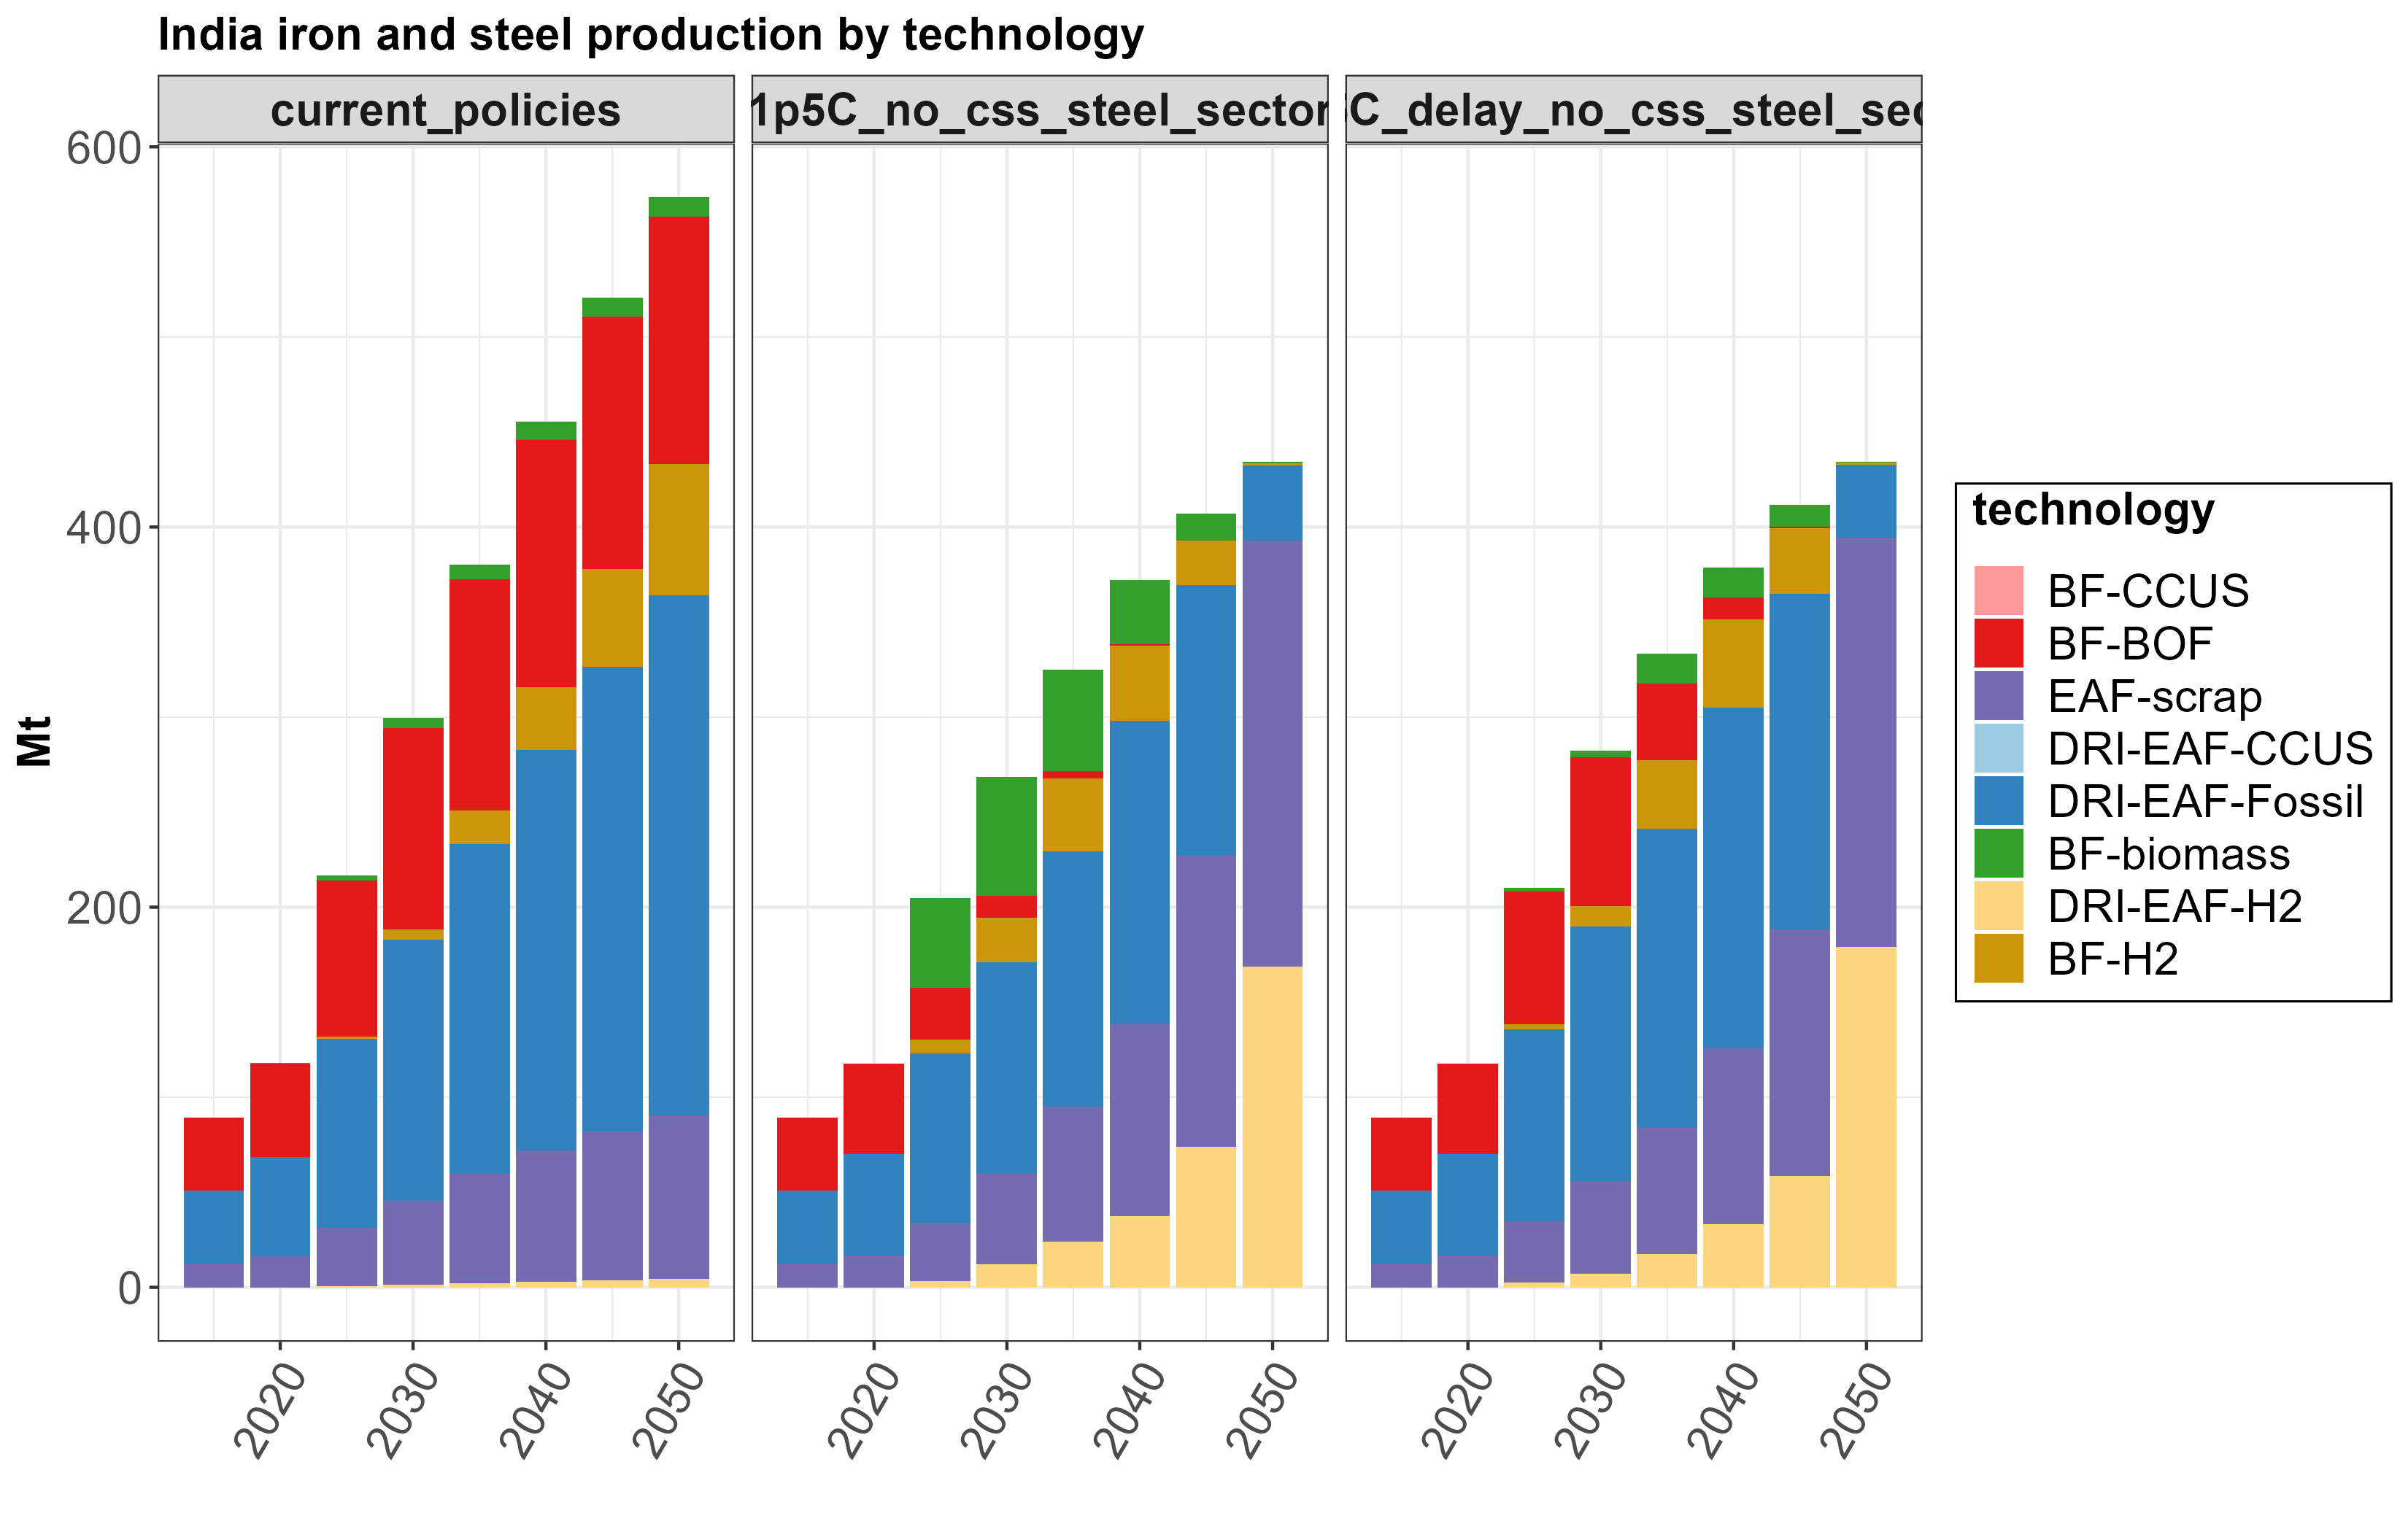 India iron and steel production by technology
current_policies
1p5C_no_css_steel_sector
5C_delay_no_css_steel_sec
600
400
200
0
Mt
2020
2030
2040
2050
2020
2030
2040
2050
2020
2030
2040
2050
technology
BF-CCUS
BF-BOF
EAF-scrap
DRI-EAF-CCUS
DRI-EAF-Fossil
BF-biomass
DRI-EAF-H2
BF-H2